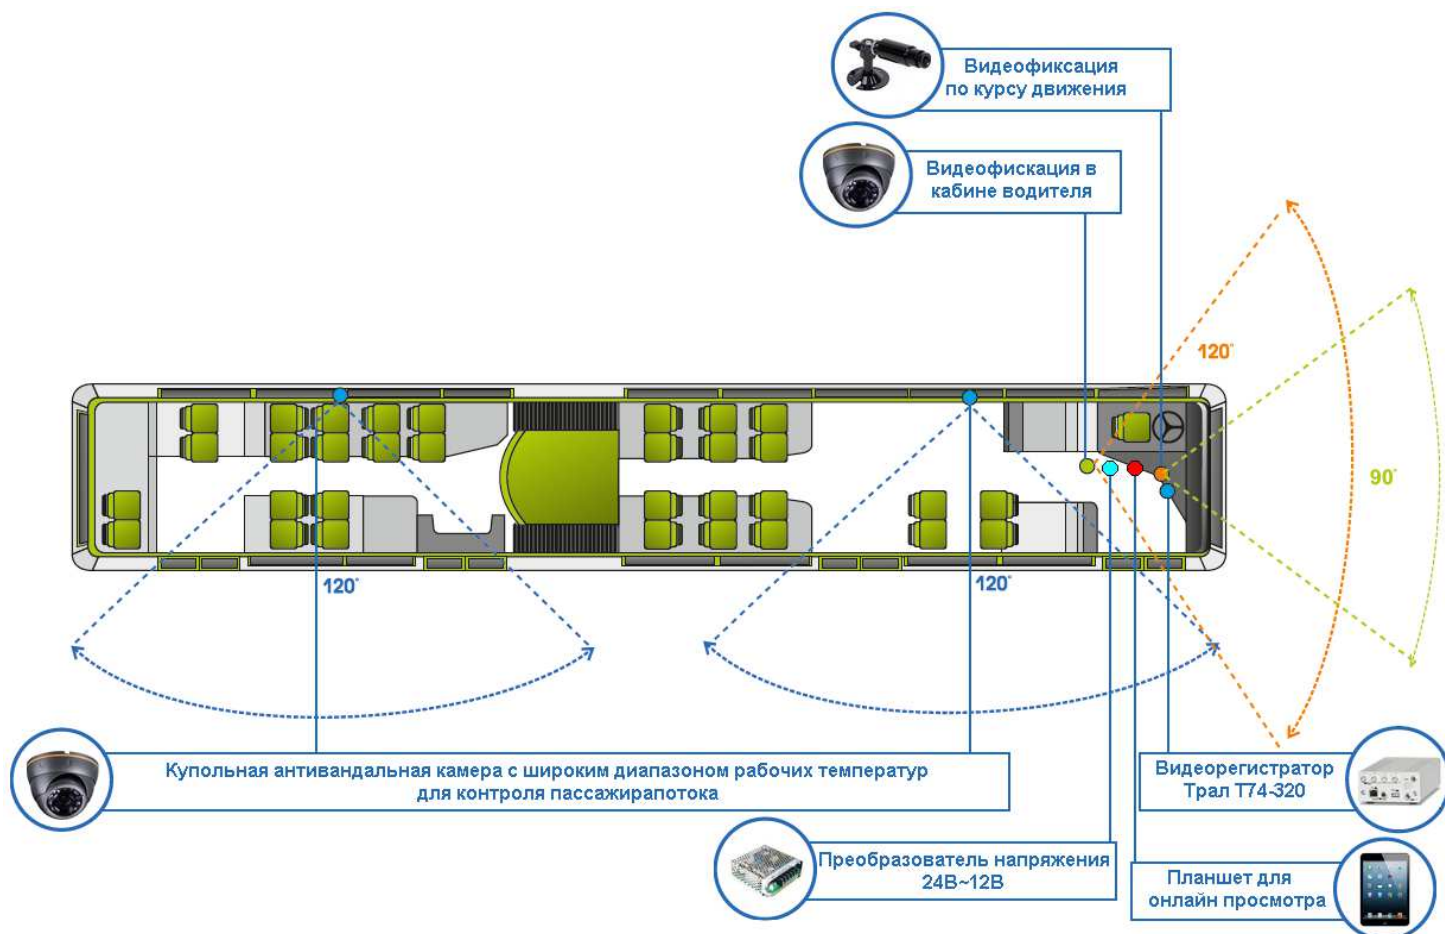 Видеофиксация
по курсу движения
Видеофискация в
кабине водителя
120°
90°
120°
120°
Купольная антивандальная камера с широким диапазоном рабочих температур
для контроля пассажирапотока
Видеорегистратор
Трал Т74-320
Преобразователь напряжения
24В~12В
Планшет для
онлайн просмотра